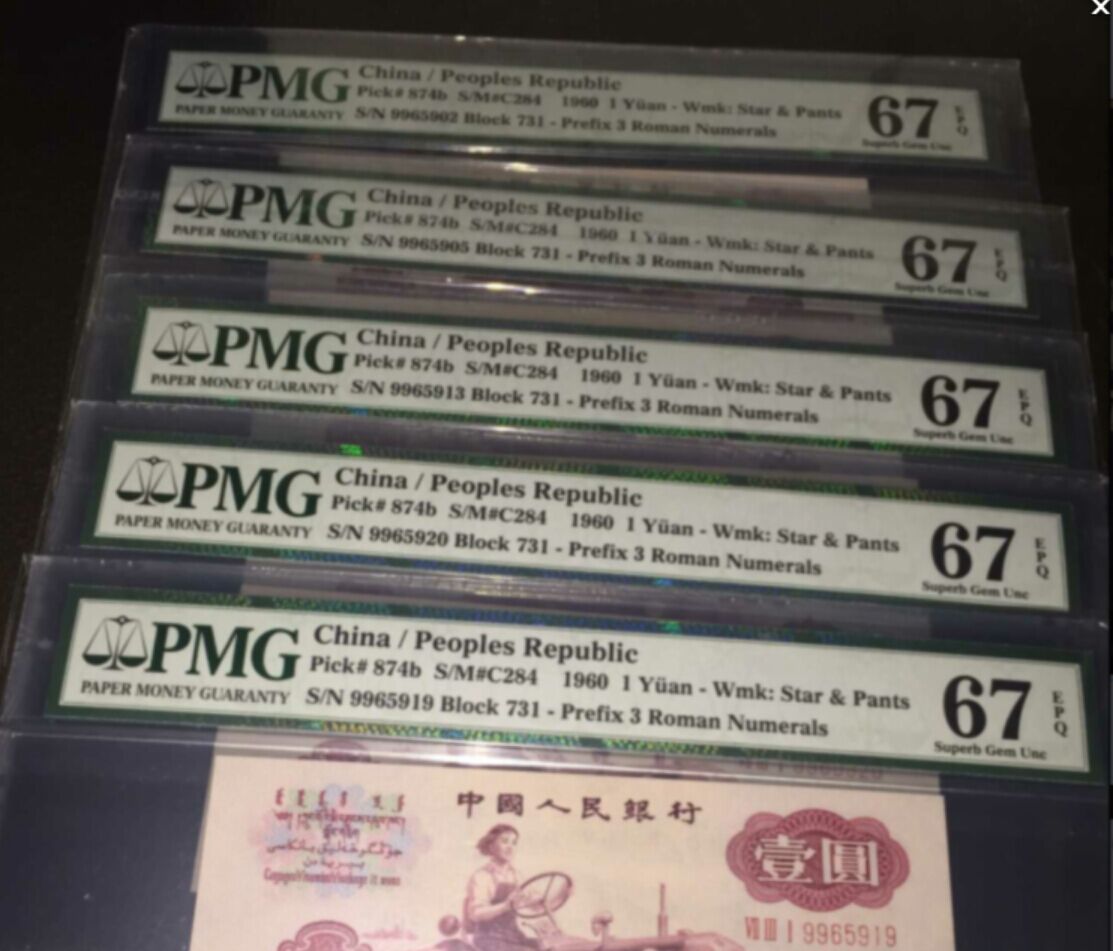 PMG
PAPER MONEY GUARANTY
China / Peoples Republic
Pick# 874b S/M#C284 1960 1 Yüan - Wmk: Star & Pants
S/N 9965902 Block 731 - Prefix 3 Roman Numerals
67 EPQ
Superb Gem Unc
PMG
PAPER MONEY GUARANTY
China / Peoples Republic
Pick# 874b S/M#C284 1960 1 Yüan - Wmk: Star & Pants
S/N 9965905 Block 731 - Prefix 3 Roman Numerals
67 EPQ
Superb Gem Unc
PMG
PAPER MONEY GUARANTY
China / Peoples Republic
Pick# 874b S/M#C284 1960 1 Yüan - Wmk: Star & Pants
S/N 9965913 Block 731 - Prefix 3 Roman Numerals
67 EPQ
Superb Gem Unc
PMG
PAPER MONEY GUARANTY
China / Peoples Republic
Pick# 874b S/M#C284 1960 1 Yüan - Wmk: Star & Pants
S/N 9965920 Block 731 - Prefix 3 Roman Numerals
67 EPQ
Superb Gem Unc
PMG
PAPER MONEY GUARANTY
China / Peoples Republic
Pick# 874b S/M#C284 1960 1 Yüan - Wmk: Star & Pants
S/N 9965919 Block 731 - Prefix 3 Roman Numerals
67 EPQ
Superb Gem Unc
9965920
中國人民銀行
壹圓
VII III I 9965919